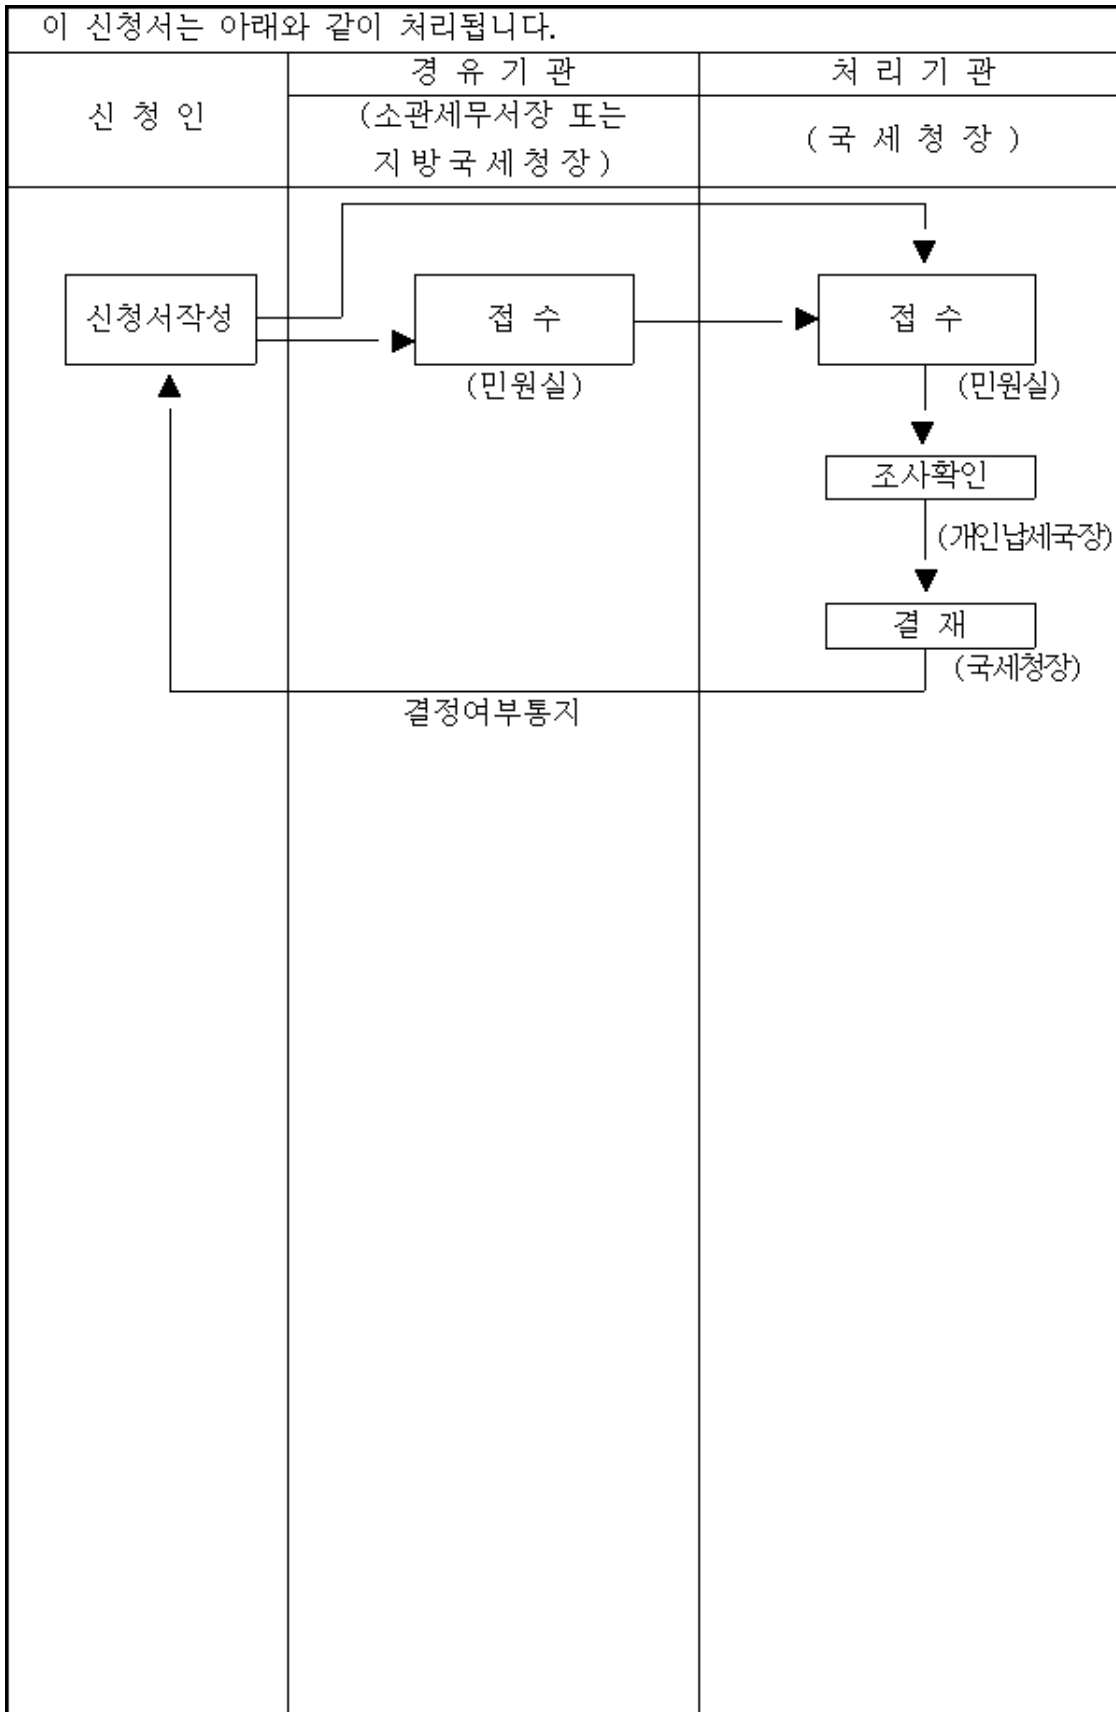 이 신청서는 아래와 같이 처리됩니다.
신 청 인
경 유 기 관
처 리 기 관
(소관세무서장 또는
지방국세청장)
(국 세 청 장)
신청서작성
접 수
접 수
(민원실)
(민원실)
조사확인
(개인납세국장)
결 재
(국세청장)
결정여부통지